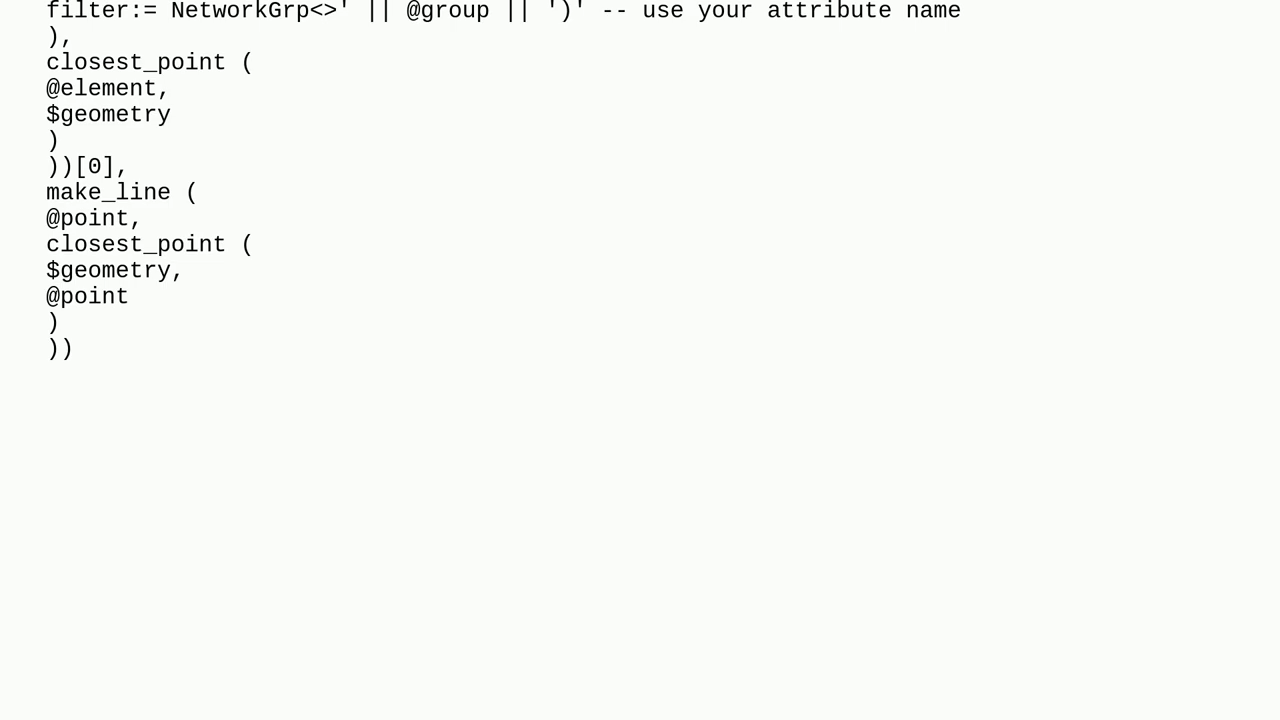 filter:= NetworkGrp<>' || @group || ')' -- use your attribute name
),
closest_point (
@element,
$geometry
)
))[0],
make_line (
@point,
closest_point (
$geometry,
@point
)
))